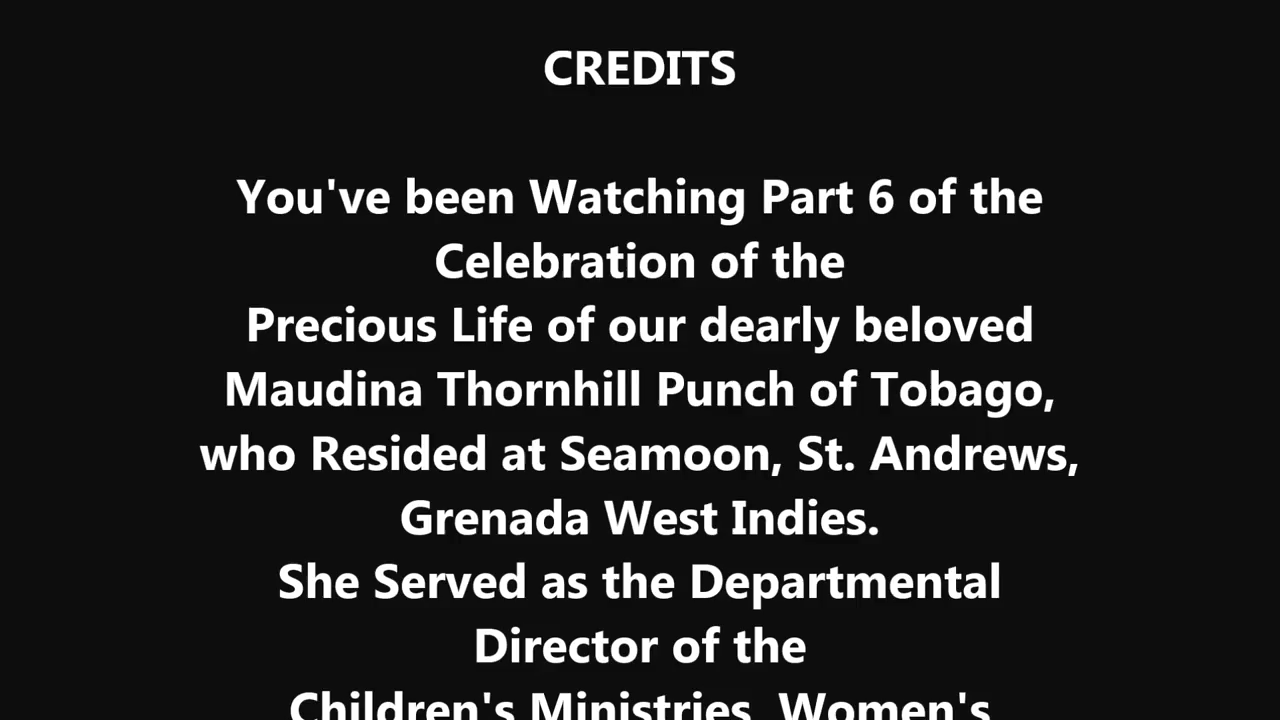 CREDITS
You've been Watching Part 6 of the
Celebration of the
Precious Life of our dearly beloved
Maudina Thornhill Punch of Tobago,
who Resided at Seamoon, St. Andrews,
Grenada West Indies.
She Served as the Departmental
Director of the
Children's Ministries, Women's